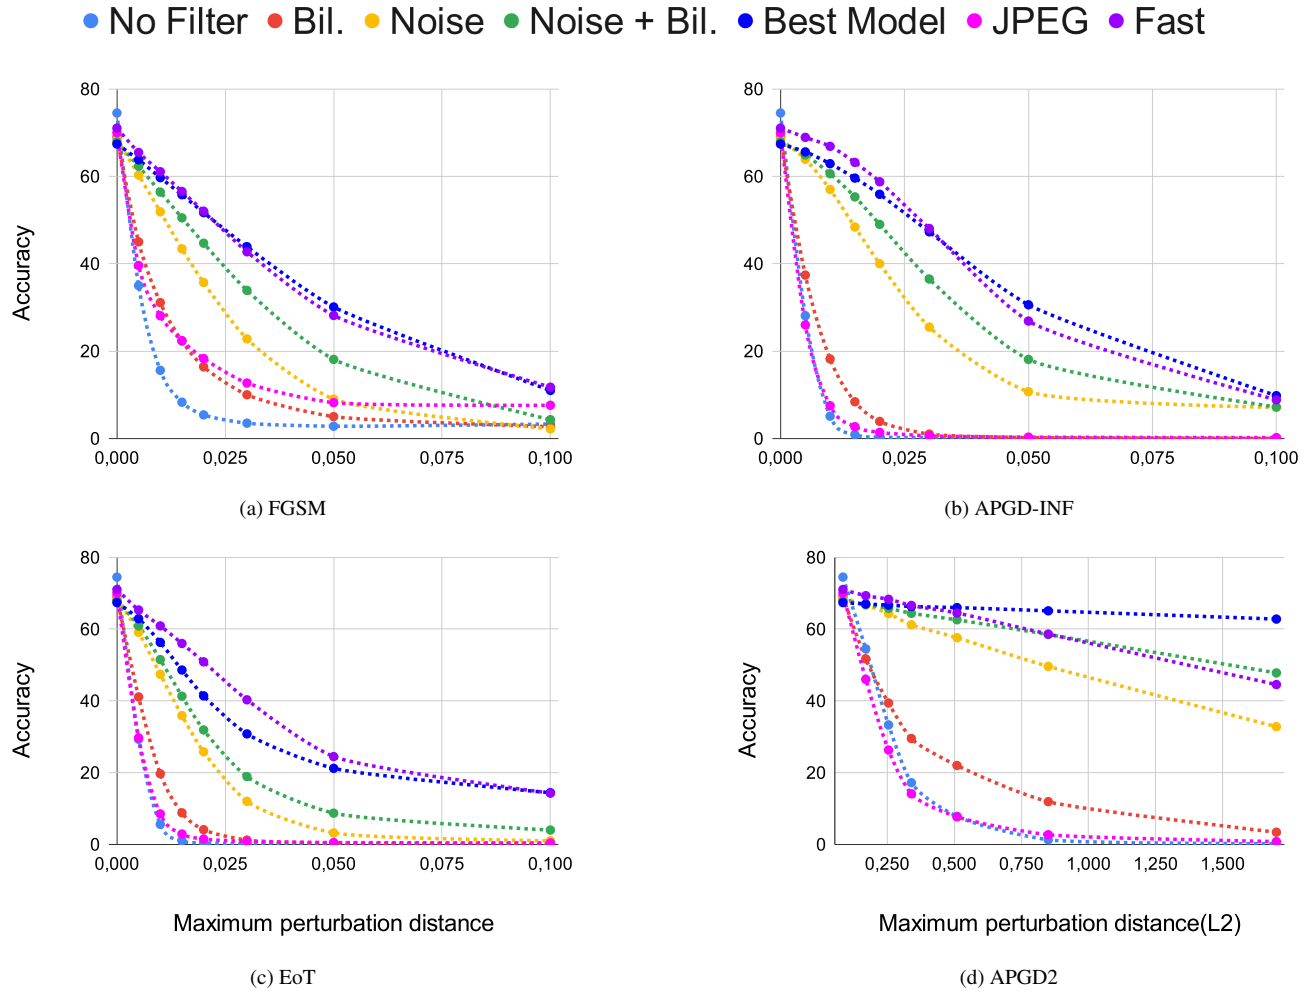 No Filter Bil. Noise Noise + Bil. Best Model JPEG Fast
80
60
40
20
0
Accuracy
0,000 0,025 0,050 0,075 0,100
(a) FGSM
80
60
40
20
0
Accuracy
0,000 0,025 0,050 0,075 0,100
(b) APGD-INF
80
60
40
20
0
Accuracy
0,000 0,025 0,050 0,075 0,100
Maximum perturbation distance
(c) EoT
80
60
40
20
0
Accuracy
0,250 0,500 0,750 1,000 1,250 1,500
Maximum perturbation distance(L2)
(d) APGD2